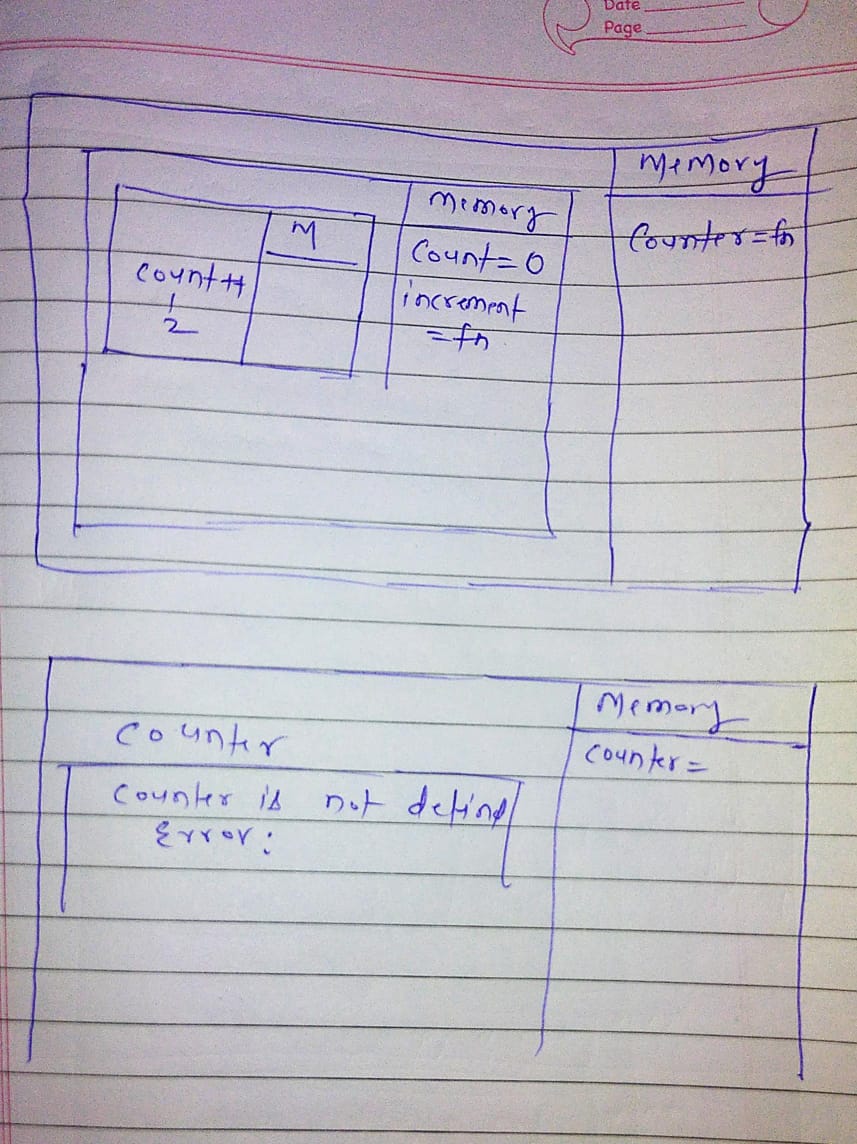 Date
Page
Memory
Counter = fn
Memory
Count = 0
increment
= fn
M
Count ++
1
2
Memory
Counter =
Counter
Counter is not define
Error: